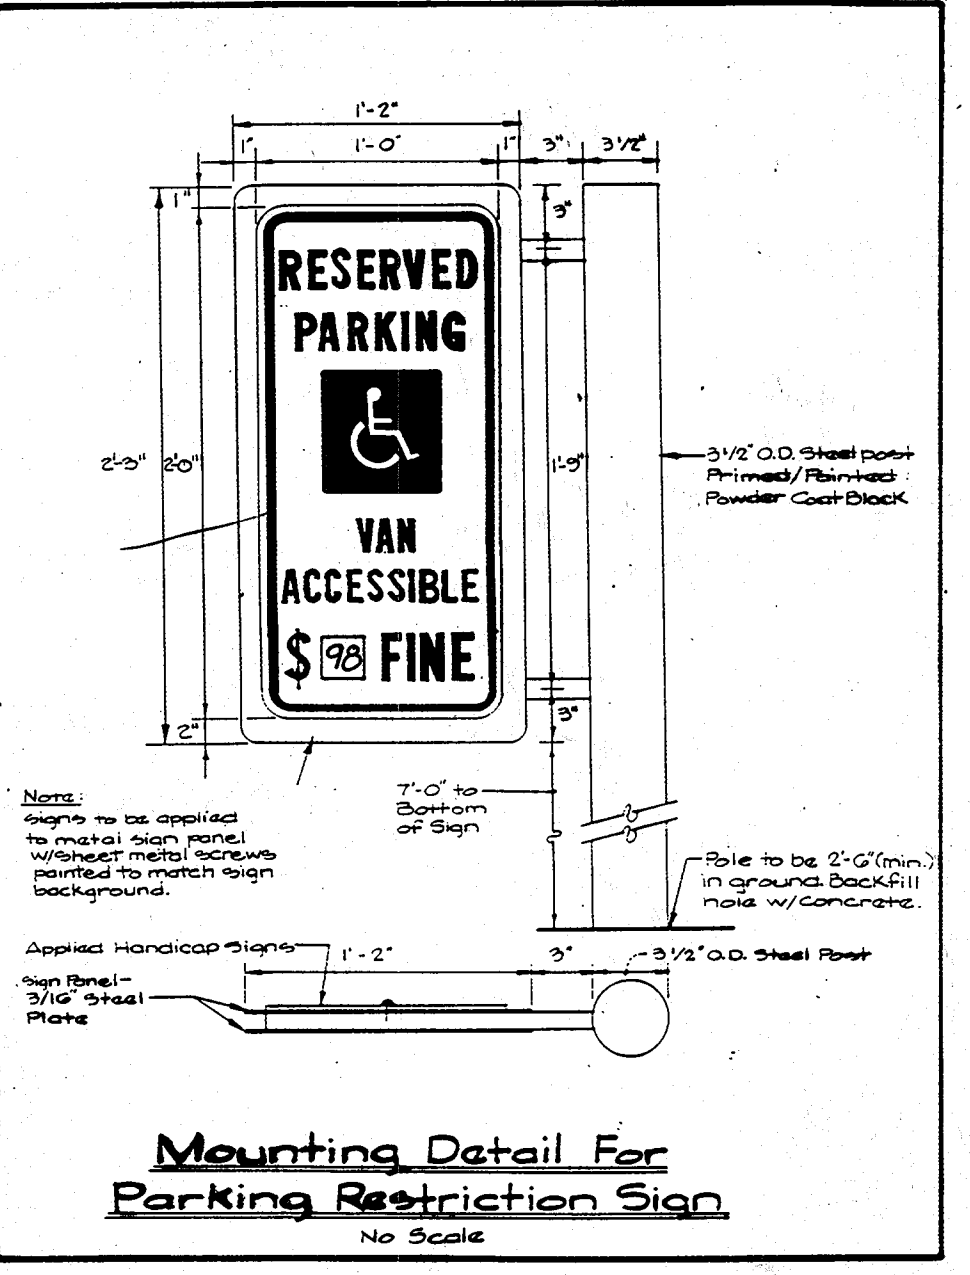 1'-2"
1" 1'-0" 1" 3" 3 1/2"
1"
3"
RESERVED
PARKING
2'-3" 2'-0"
1'-9"
3 1/2" O.D. Steel post
Primed/Painted
Powder Coat Black
VAN
ACCESSIBLE
$ 98 FINE
2"
3"
7'-0" to
Bottom
of Sign
Note:
Signs to be applied
to metal sign panel
w/sheet metal screws
painted to match sign
background.
Pole to be 2'-6" (min.)
in ground. Backfill
hole w/concrete.
Applied Handicap Signs
1'-2" 3" 3 1/2" O.D. Steel Post
Sign Panel-
3/16" Steel
Plate
Mounting Detail For
Parking Restriction Sign
No Scale